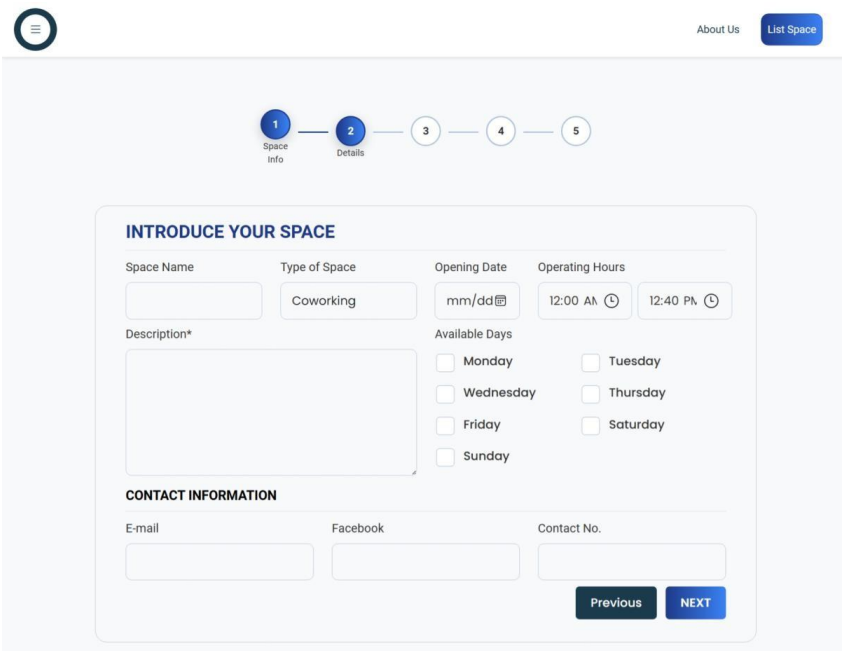 About Us
List Space
1
2
3
4
5
Space
Info
Details
INTRODUCE YOUR SPACE
Space Name
Type of Space
Opening Date
Operating Hours
Coworking
mm/dd
12:00 AM
12:40 PM
Description*
Available Days
Monday
Tuesday
Wednesday
Thursday
Friday
Saturday
Sunday
CONTACT INFORMATION
E-mail
Facebook
Contact No.
Previous
NEXT